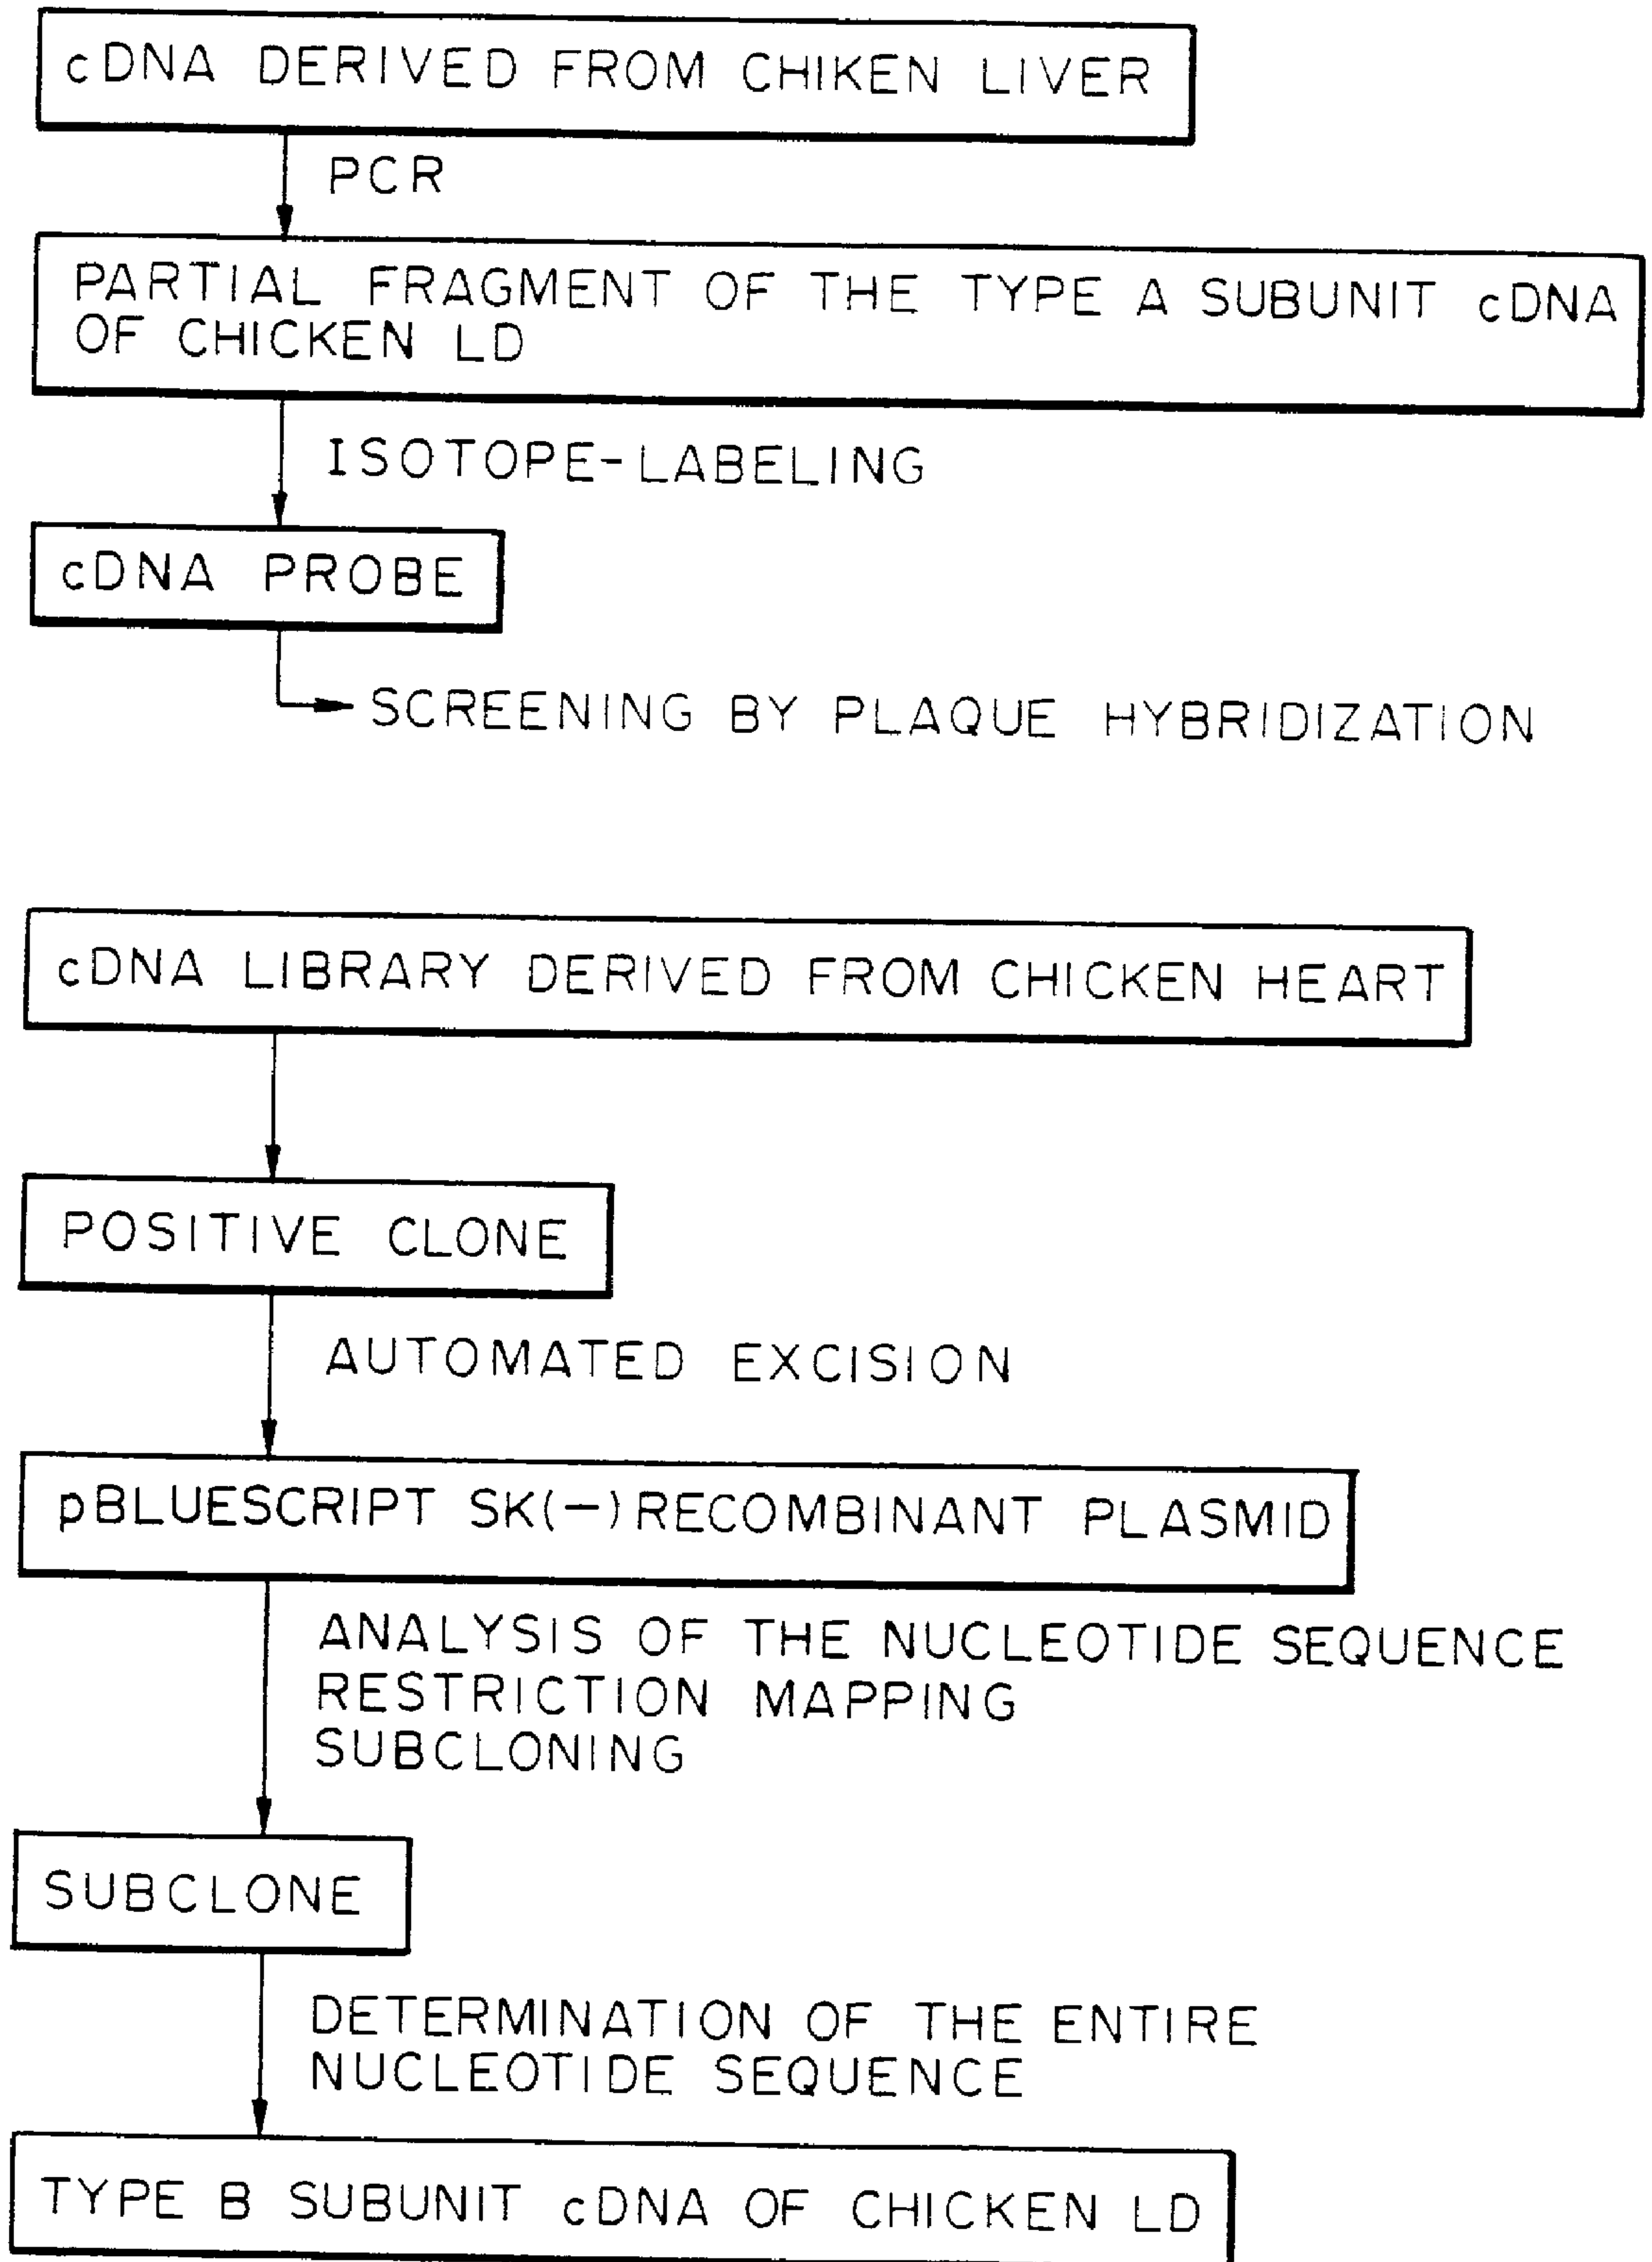 cDNA DERIVED FROM CHIKEN LIVER
PCR
PARTIAL FRAGMENT OF THE TYPE A SUBUNIT cDNA
OF CHICKEN LD
ISOTOPE-LABELING
cDNA PROBE
SCREENING BY PLAQUE HYBRIDIZATION
cDNA LIBRARY DERIVED FROM CHICKEN HEART
POSITIVE CLONE
AUTOMATED EXCISION
pBLUESCRIPT SK(-)RECOMBINANT PLASMID
ANALYSIS OF THE NUCLEOTIDE SEQUENCE
RESTRICTION MAPPING
SUBCLONING
SUBCLONE
DETERMINATION OF THE ENTIRE
NUCLEOTIDE SEQUENCE
TYPE B SUBUNIT cDNA OF CHICKEN LD